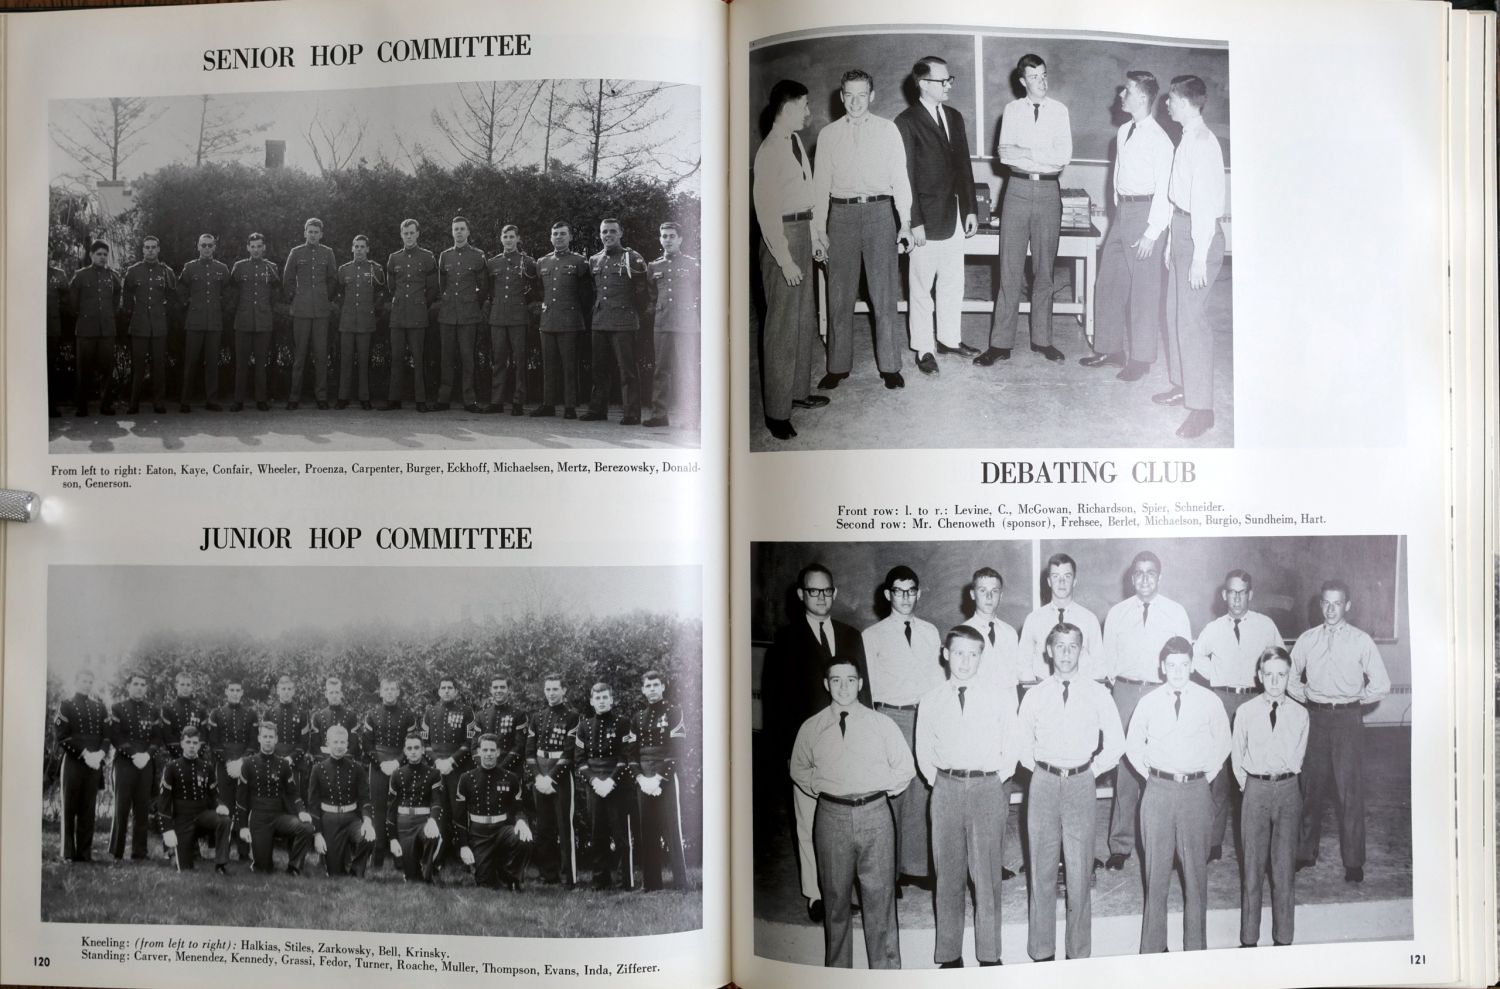 SENIOR HOP COMMITTEE
From left to right: Eaton, Kaye, Confair, Wheeler, Proenza, Carpenter, Burger, Eckhoff, Michaelsen, Mertz, Berezowsky, Donald-
son, Generson.
JUNIOR HOP COMMITTEE
Kneeling: (from left to right): Halkias, Stiles, Zarkowsky, Bell, Krinsky.
Standing: Carver, Menendez, Kennedy, Grassi, Fedor, Turner, Roache, Muller, Thompson, Evans, Inda, Zifferer.
120
DEBATING CLUB
Front row: l. to r.: Levine, C., McGowan, Richardson, Spier, Schneider.
Second row: Mr. Chenoweth (sponsor), Frehsee, Berlet, Michaelson, Burgio, Sundheim, Hart.
121